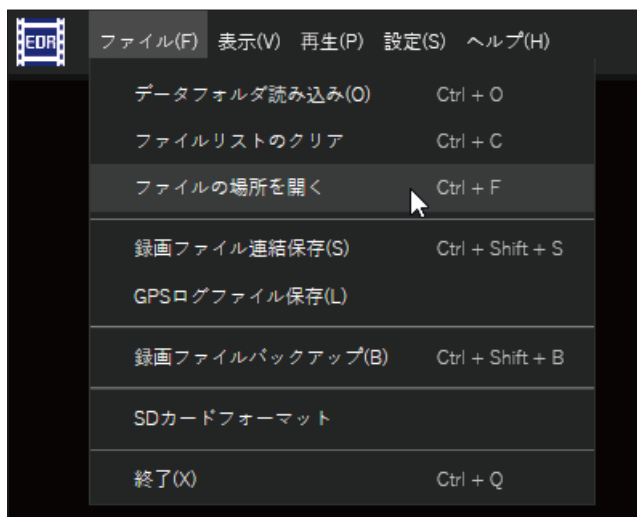 EDR ファイル(F) 表示(V) 再生(P) 設定(S) ヘルプ(H)
データフォルダ読み込み(O) Ctrl + O
ファイルリストのクリア Ctrl + C
ファイルの場所を開く Ctrl + F
録画ファイル連結保存(S) Ctrl + Shift + S
GPSログファイル保存(L)
録画ファイルバックアップ(B) Ctrl + Shift + B
SDカードフォーマット
終了(X) Ctrl + Q